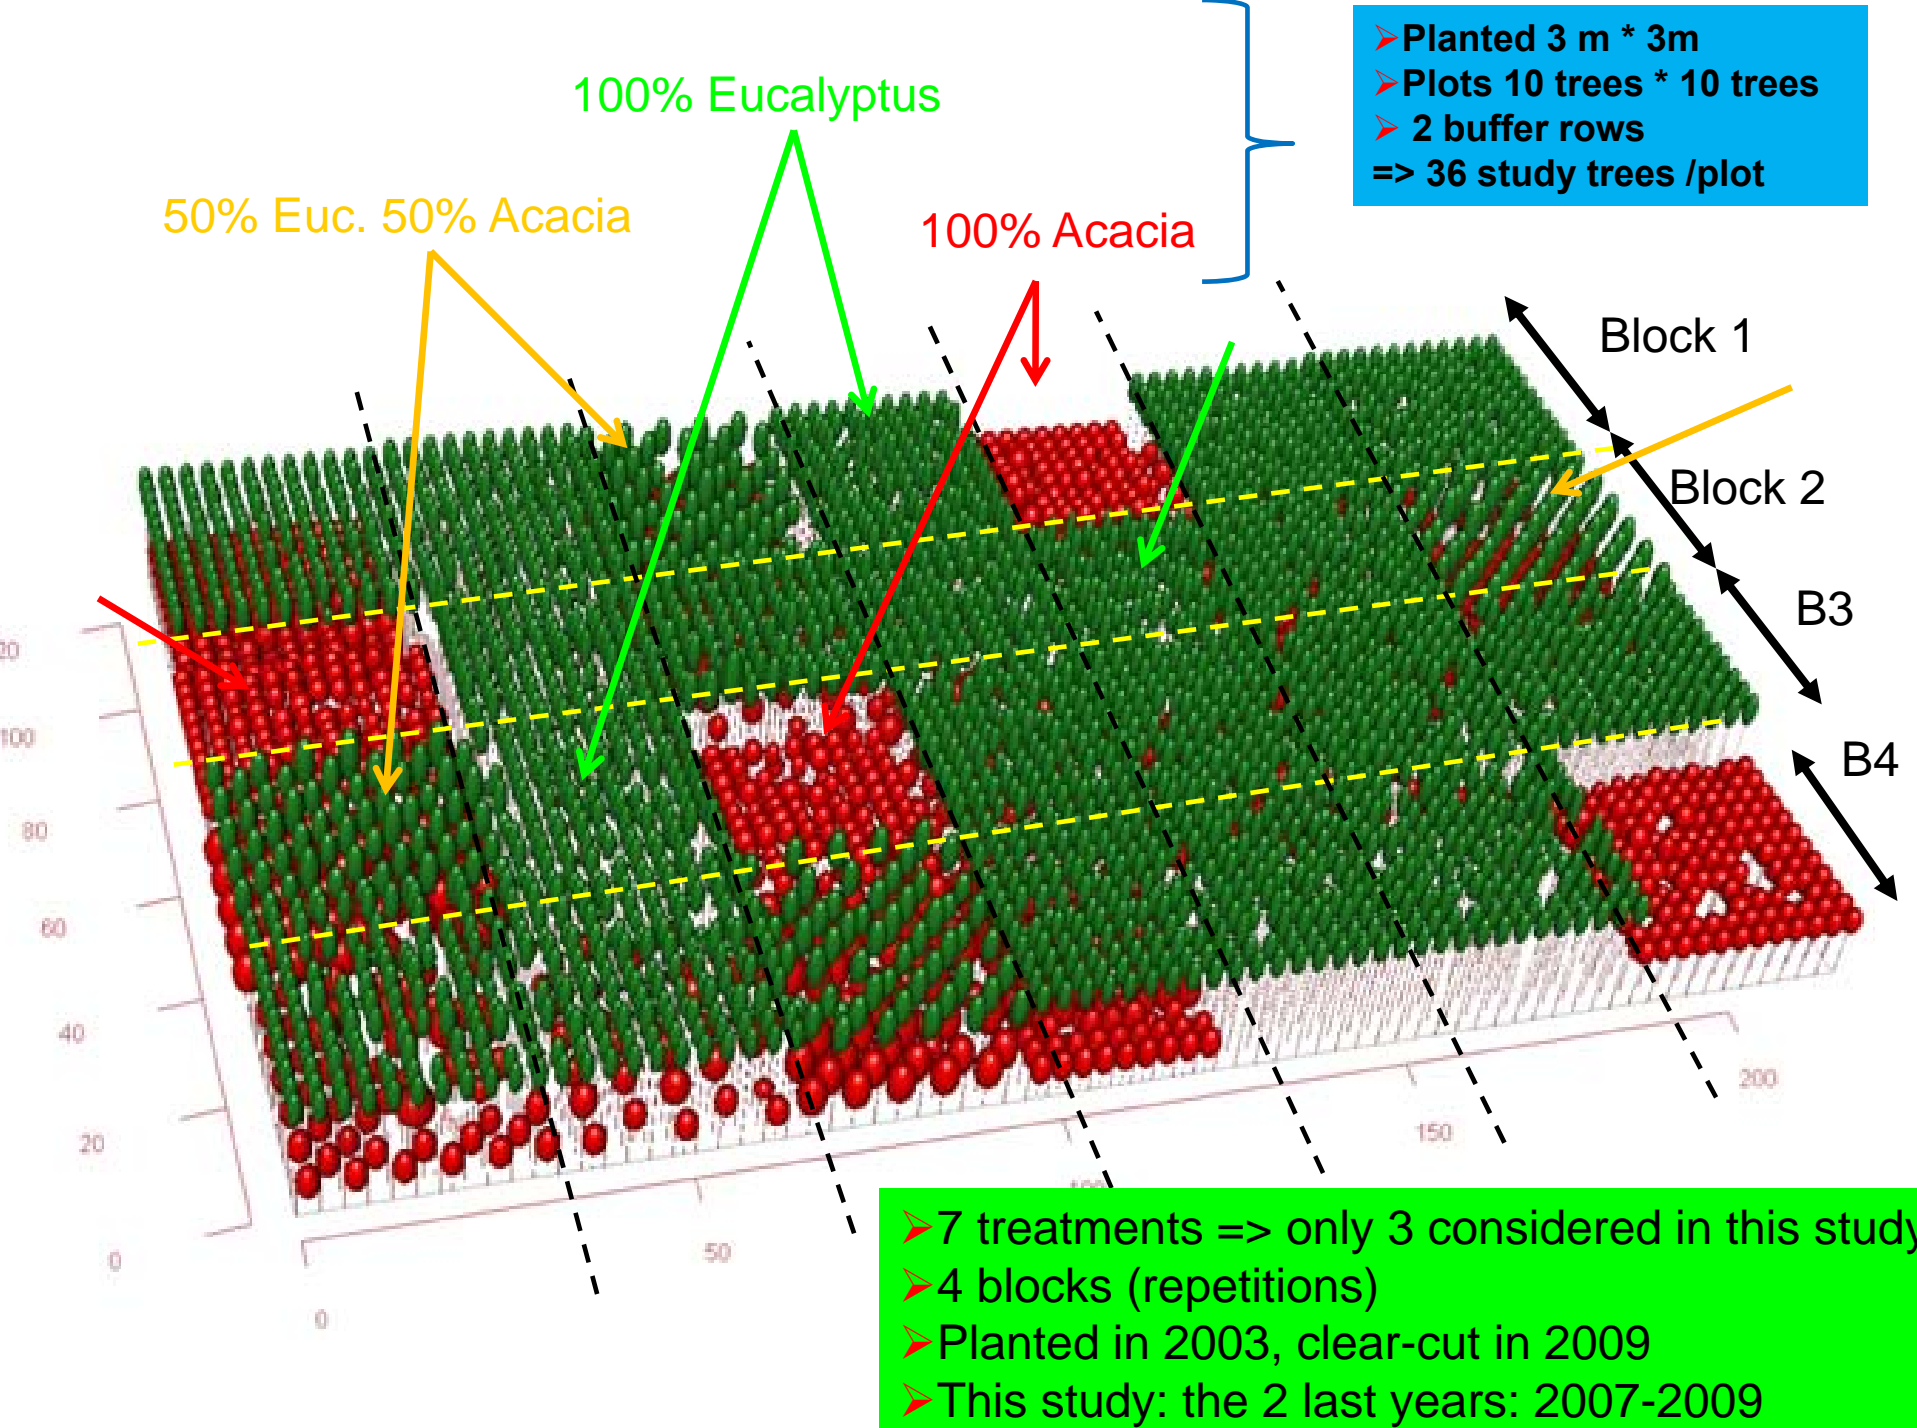 ➢Planted 3 m * 3m
➢Plots 10 trees * 10 trees
➢ 2 buffer rows
=> 36 study trees /plot
100% Eucalyptus
50% Euc. 50% Acacia
100% Acacia
Block 1
Block 2
B3
B4
20
100
80
60
40
20
0
0
50
100
150
200
➢7 treatments => only 3 considered in this study
➢4 blocks (repetitions)
➢Planted in 2003, clear-cut in 2009
➢This study: the 2 last years: 2007-2009